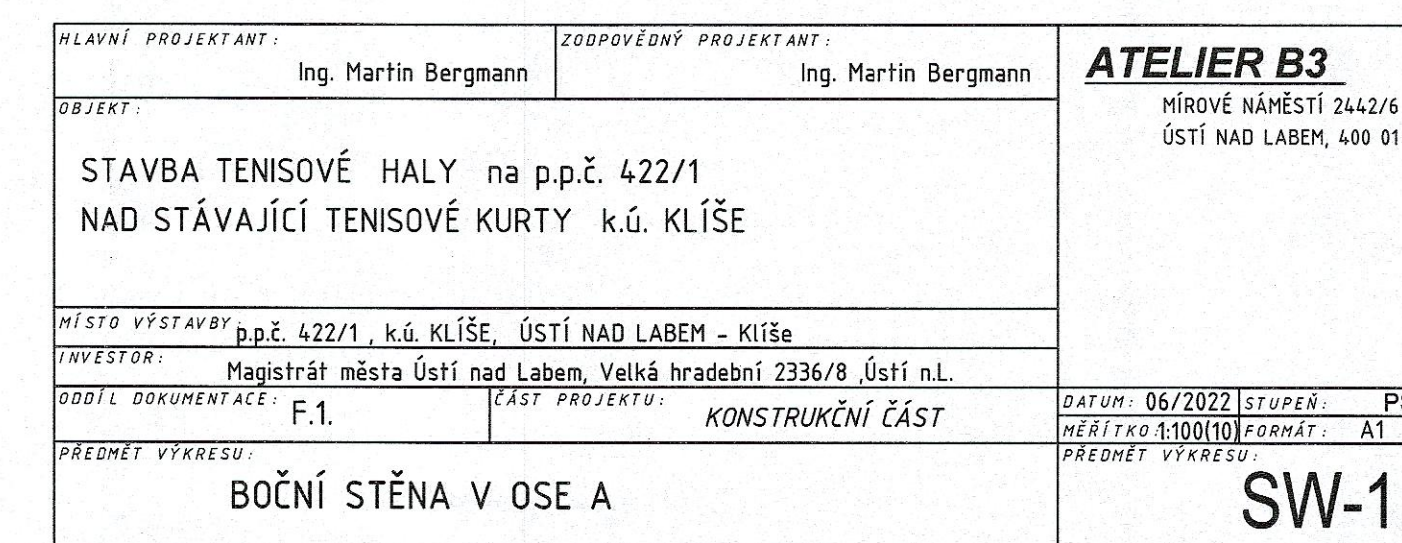 HLAVNÍ PROJEKTANT:
Ing. Martin Bergmann
ZODPOVĚDNÝ PROJEKTANT:
Ing. Martin Bergmann
ATELIER B3
MÍROVÉ NÁMĚSTÍ 2442/6
ÚSTÍ NAD LABEM, 400 01
OBJEKT:
STAVBA TENISOVÉ HALY na p.p.č. 422/1
NAD STÁVAJÍCÍ TENISOVÉ KURTY k.ú. KLÍŠE
MÍSTO VÝSTAVBY: p.p.č. 422/1 , k.ú. KLÍŠE, ÚSTÍ NAD LABEM - Klíše
INVESTOR: Magistrát města Ústí nad Labem, Velká hradební 2336/8 ,Ústí n.L.
ODDÍL DOKUMENTACE: F.1.
ČÁST PROJEKTU: KONSTRUKČNÍ ČÁST
DATUM: 06/2022 STUPEŇ:
MĚŘÍTKO:1:100(10) FORMÁT: A1
PŘEDMĚT VÝKRESU:
BOČNÍ STĚNA V OSE A
PŘEDMĚT VÝKRESU:
SW-1